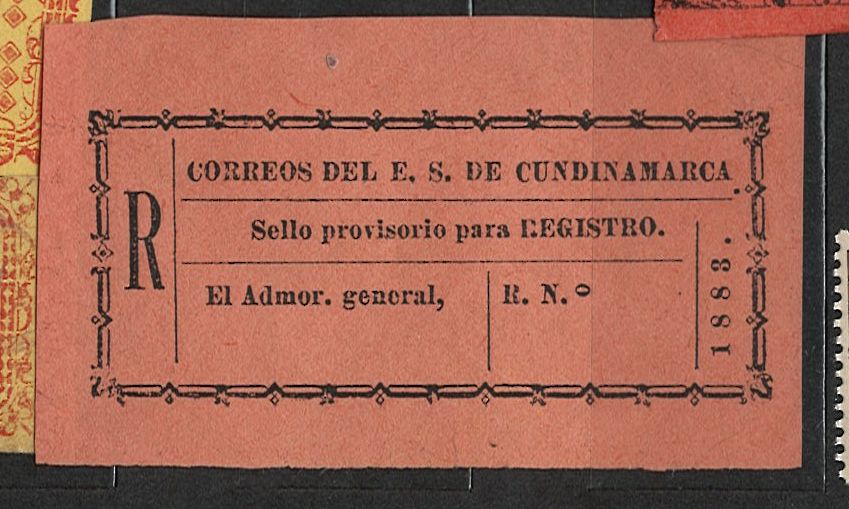 R
CORREOS DEL E. S. DE CUNDINAMARCA.
Sello provisorio para REGISTRO.
El Admor. general,
R. N.º
1883.